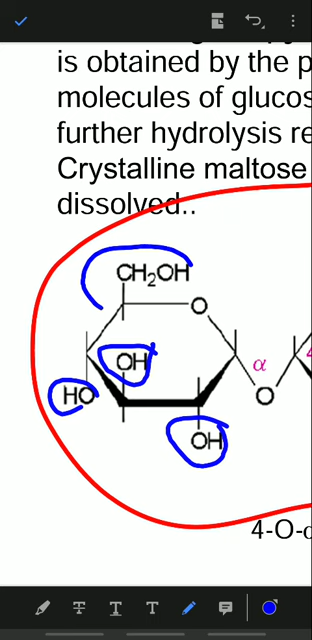 is obtained by the p
molecules of glucos
further hydrolysis re
Crystalline maltose
dissolved..
CH₂OH
O
OH
α
HO
O
OH
4-O-α
T T T